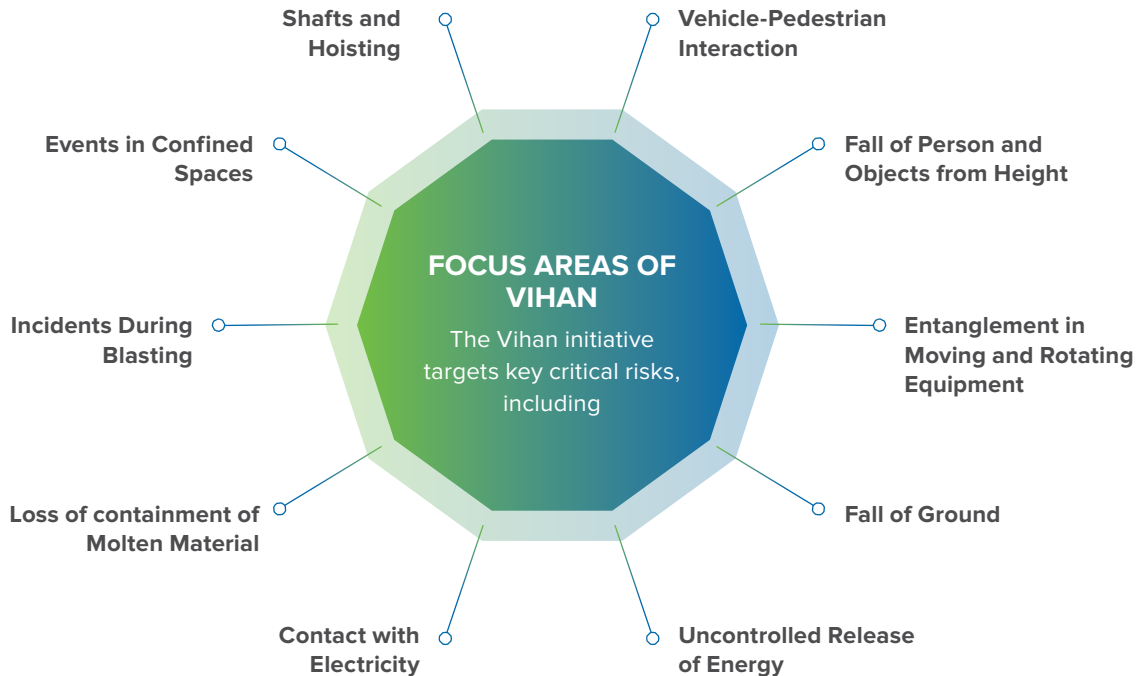 Shafts and
Hoisting
Vehicle-Pedestrian
Interaction
Events in Confined
Spaces
Fall of Person and
Objects from Height
FOCUS AREAS OF
VIHAN
The Vihan initiative
targets key critical risks,
including
Incidents During
Blasting
Entanglement in
Moving and Rotating
Equipment
Loss of containment of
Molten Material
Fall of Ground
Contact with
Electricity
Uncontrolled Release
of Energy